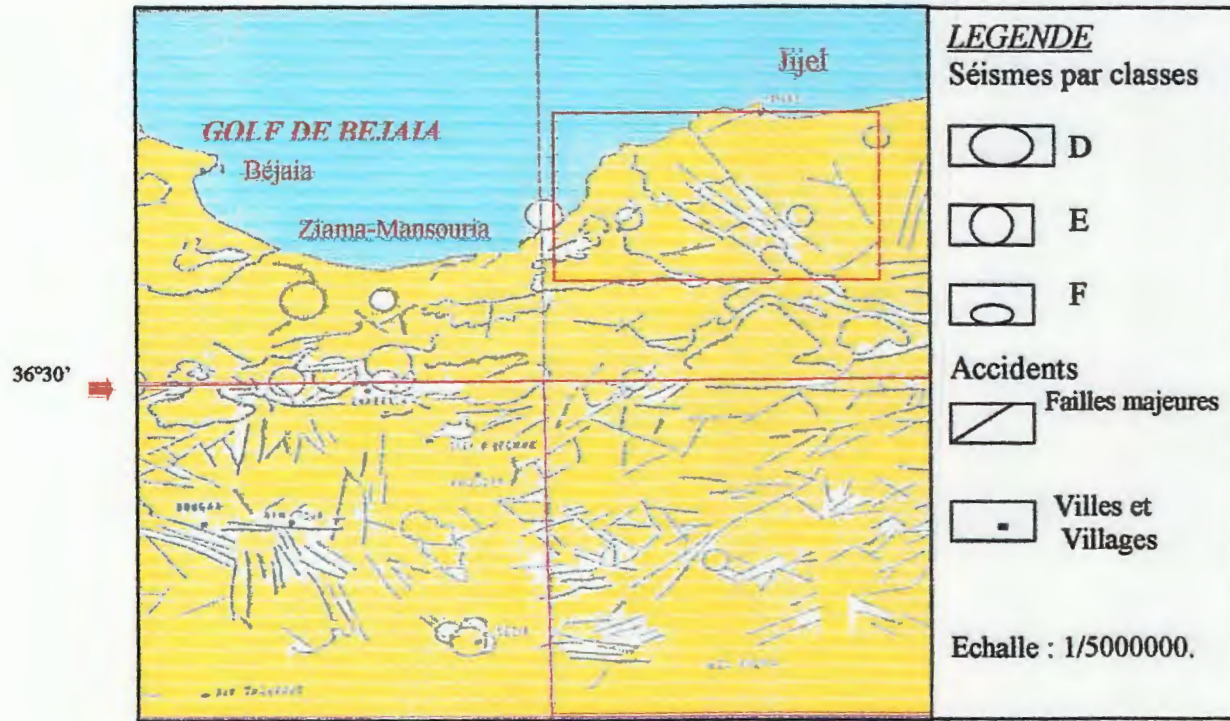 Jijel
GOLF DE BEJAIA
Béjaia
Ziama-Mansouria
36°30'
LEGENDE
Séismes par classes
D
E
F
Accidents
Failles majeures
Villes et
Villages
Echalle : 1/5000000.